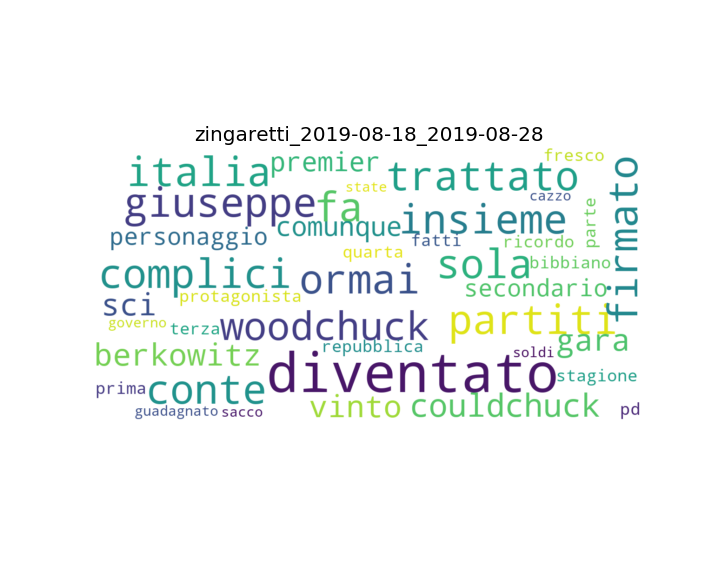 zingaretti_2019-08-18_2019-08-28
italia premier trattato fresco
giuseppe fa state cazzo firmato
personaggio comunque insieme fatti ricordo parte
complici ormai quarta sola bibbiano
sci protagonista secondario
governo terza woodchuck partiti
berkowitz repubblica soldi gara
prima conte diventato stagione
guadagnato sacco vinto couldchuck pd